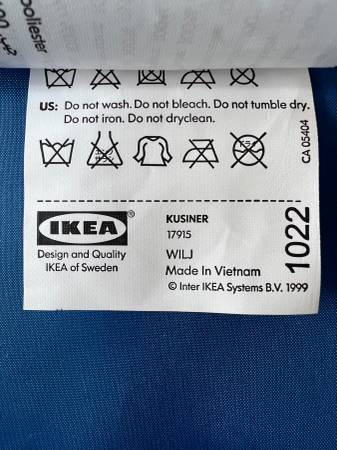 polyester
US: Do not wash. Do not bleach. Do not tumble dry.
Do not iron. Do not dryclean.
CA 05404
IKEA®
Design and Quality
IKEA of Sweden
KUSINER
17915
WILJ
Made In Vietnam
© Inter IKEA Systems B.V. 1999
1022